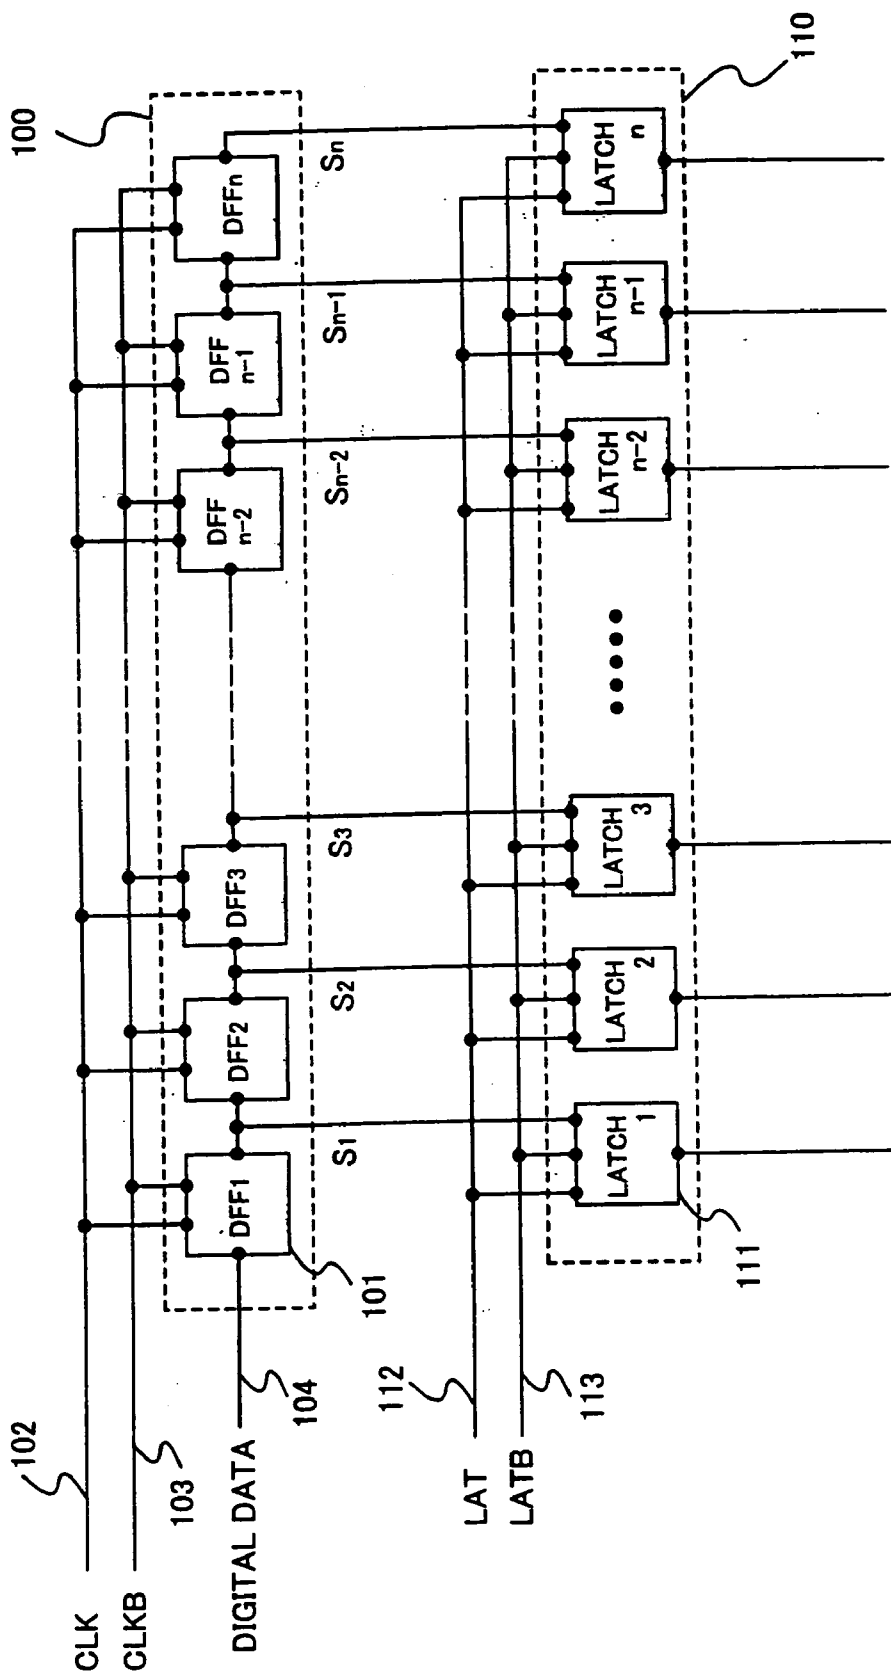 100
CLK
102
CLKB
103
DIGITAL DATA
104
101
DFF1
DFF2
DFF3
DFF
n-2
DFF
n-1
DFFn
S1
S2
S3
Sn-2
Sn-1
Sn
LAT
112
LATB
113
111
110
LATCH
1
LATCH
2
LATCH
3
LATCH
n-2
LATCH
n-1
LATCH
n